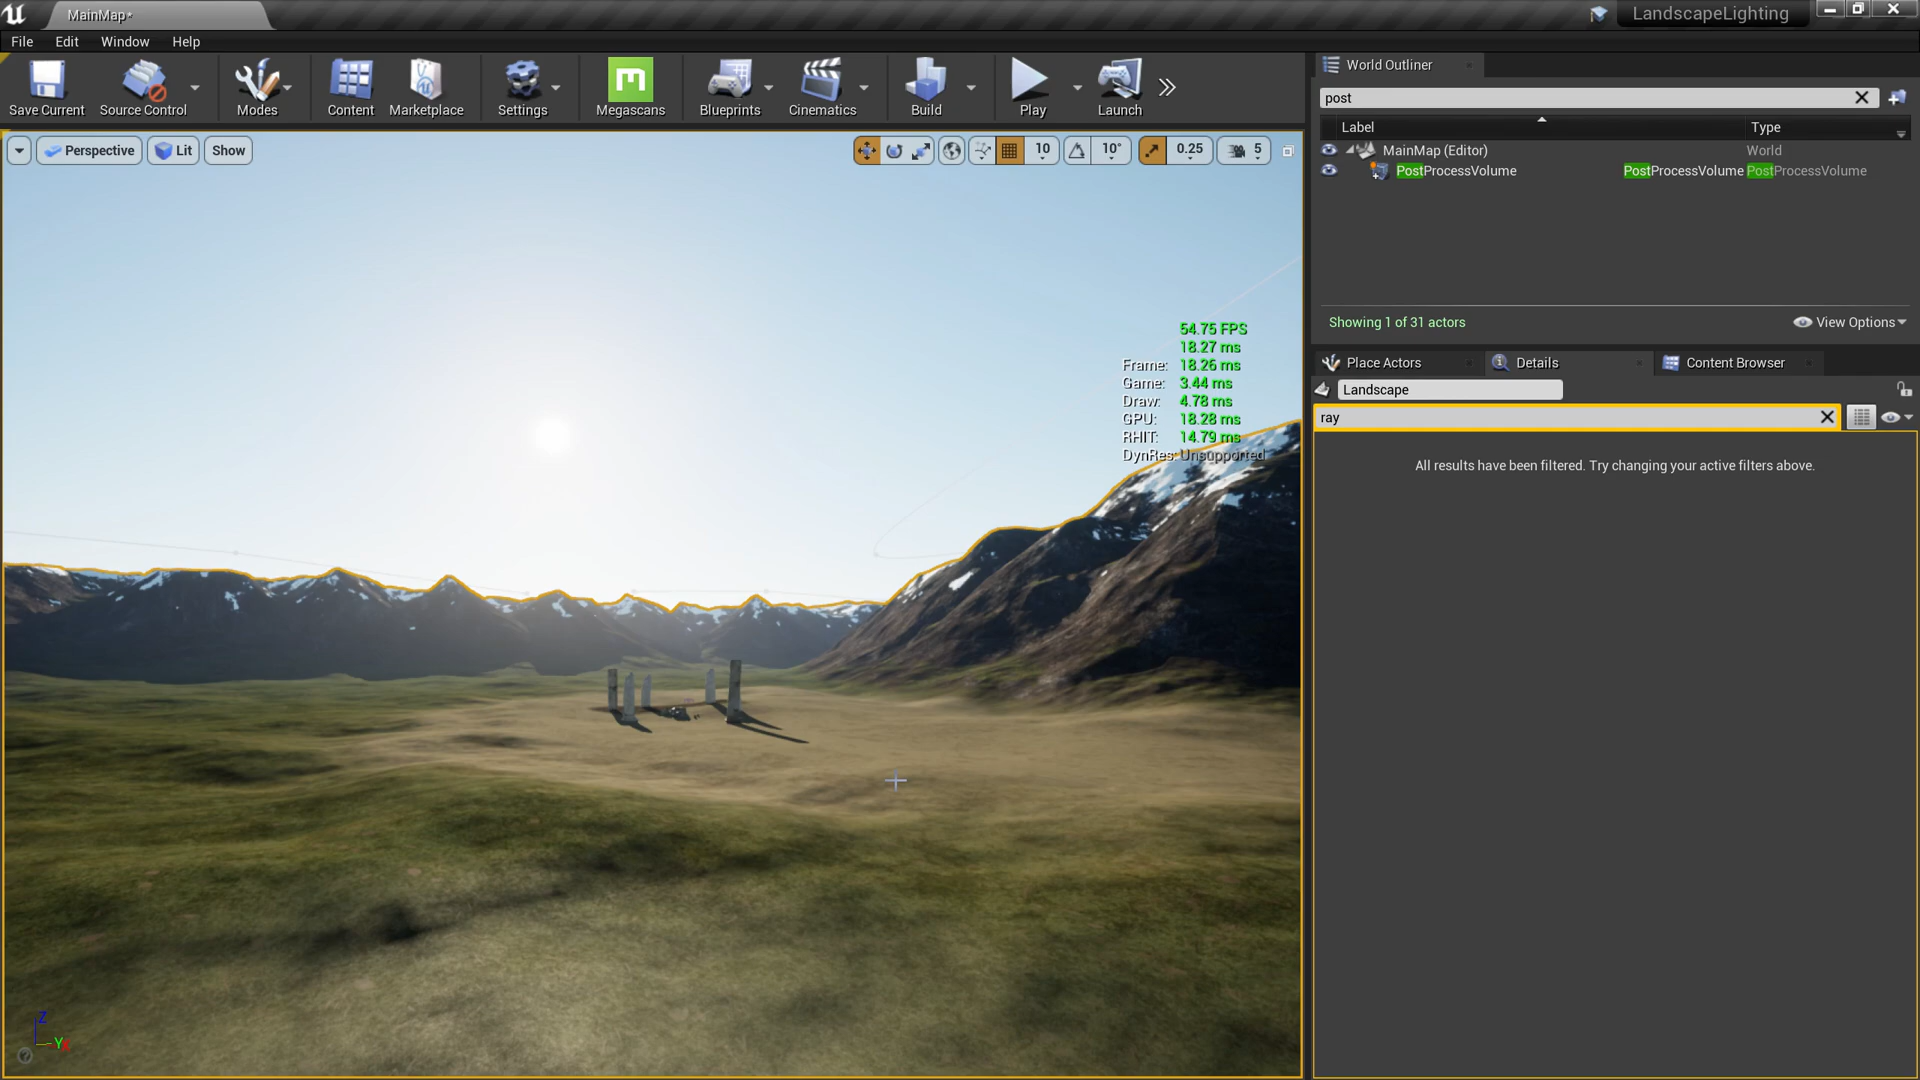 MainMap*
LandscapeLighting
File Edit Window Help
Save Current Source Control Modes Content Marketplace Settings Megascans Blueprints Cinematics Build Play Launch
Perspective Lit Show 10 10° 0.25 5
54.75 FPS
18.27 ms
Frame: 18.26 ms
Game: 3.44 ms
Draw: 4.78 ms
GPU: 18.28 ms
RHIT: 14.79 ms
DynRes: Unsupported
Z
Y
World Outliner
post
Label Type
MainMap (Editor) World
PostProcessVolume PostProcessVolume PostProcessVolume
Showing 1 of 31 actors View Options
Place Actors Details Content Browser
Landscape
ray
All results have been filtered. Try changing your active filters above.